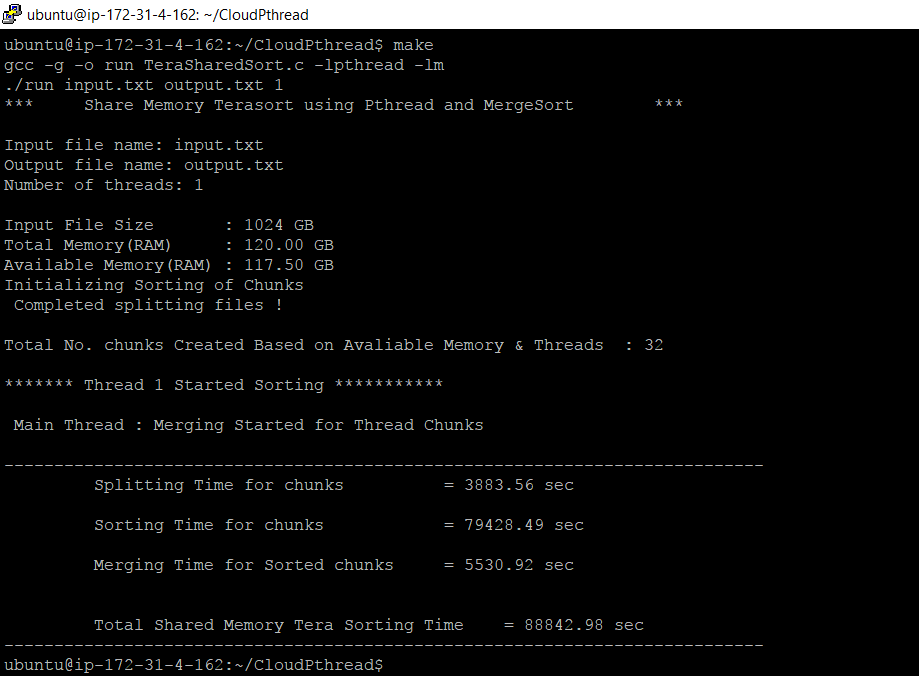 ubuntu@ip-172-31-4-162: ~/CloudPthread
ubuntu@ip-172-31-4-162:~/CloudPthread$ make
gcc -g -o run TeraSharedSort.c -lpthread -lm
./run input.txt output.txt 1
***     Share Memory Terasort using Pthread and MergeSort        ***
Input file name: input.txt
Output file name: output.txt
Number of threads: 1
Input File Size       : 1024 GB
Total Memory(RAM)     : 120.00 GB
Available Memory(RAM) : 117.50 GB
Initializing Sorting of Chunks
 Completed splitting files !
Total No. chunks Created Based on Avaliable Memory & Threads  : 32
******* Thread 1 Started Sorting ***********
 Main Thread : Merging Started for Thread Chunks
----------------------------------------------------------------------------
         Splitting Time for chunks          = 3883.56 sec
         Sorting Time for chunks            = 79428.49 sec
         Merging Time for Sorted chunks     = 5530.92 sec
         Total Shared Memory Tera Sorting Time    = 88842.98 sec
----------------------------------------------------------------------------
ubuntu@ip-172-31-4-162:~/CloudPthread$